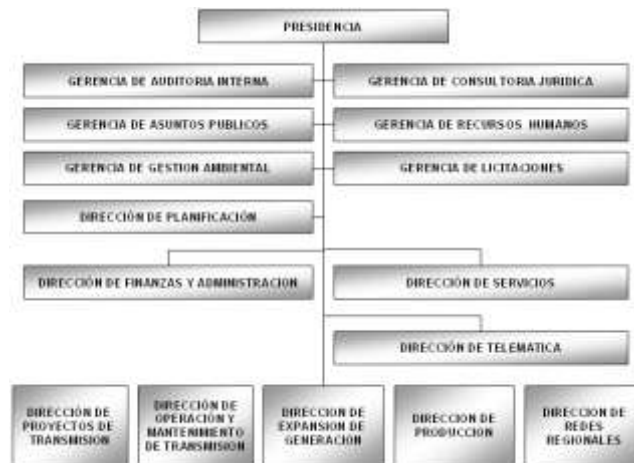 PRESIDENCIA
GERENCIA DE AUDITORIA INTERNA
GERENCIA DE CONSULTORIA JURIDICA
GERENCIA DE ASUNTOS PUBLICOS
GERENCIA DE RECURSOS HUMANOS
GERENCIA DE GESTION AMBIENTAL
GERENCIA DE LICITACIONES
DIRECCIÓN DE PLANIFICACIÓN
DIRECCIÓN DE FINANZAS Y ADMINISTRACION
DIRECCIÓN DE SERVICIOS
DIRECCIÓN DE TELEMATICA
DIRECCIÓN DE
PROYECTOS DE
TRANSMISION
DIRECCIÓN DE
OPERACIÓN Y
MANTENIMIENTO
DE TRANSMISION
DIRECCION DE
EXPANSION DE
GENERACION
DIRECCION DE
PRODUCCION
DIRECCION DE
REDES
REGIONALES